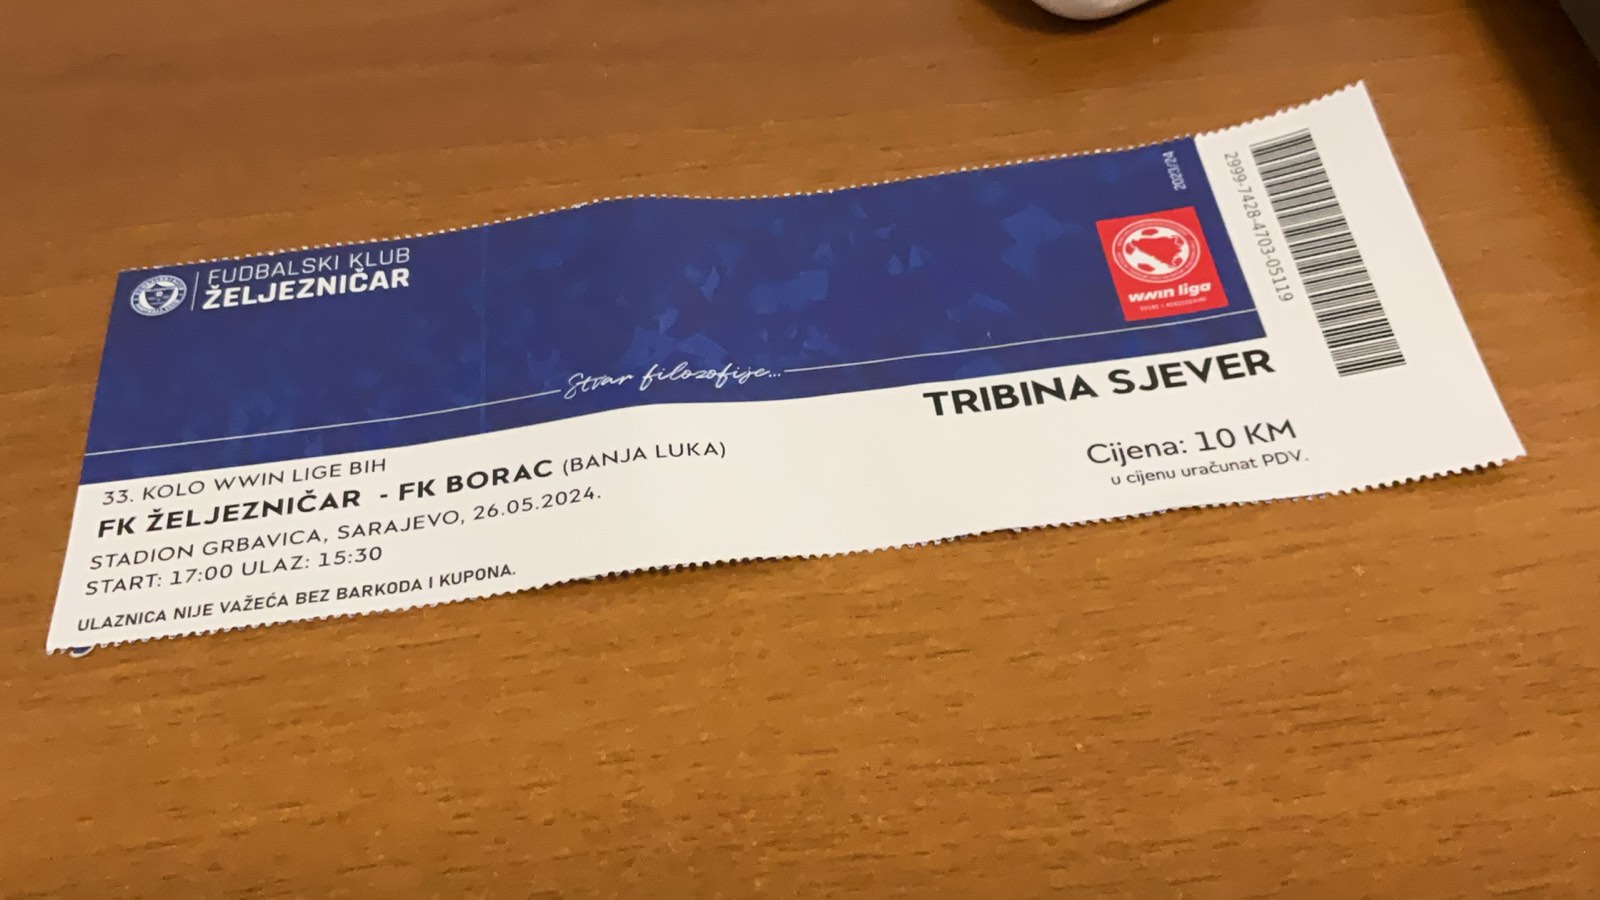 FUDBALSKI KLUB
ŽELJEZNIČAR
Stvar filozofije...
2023/24
wwin liga
BOSNE I HERCEGOVINE
2999-7428-4703-05119
TRIBINA SJEVER
Cijena: 10 KM
u cijenu uračunat PDV.
33. KOLO WWIN LIGE BIH
FK ŽELJEZNIČAR - FK BORAC (BANJA LUKA)
STADION GRBAVICA, SARAJEVO, 26.05.2024.
START: 17:00 ULAZ: 15:30
ULAZNICA NIJE VAŽEĆA BEZ BARKODA I KUPONA.